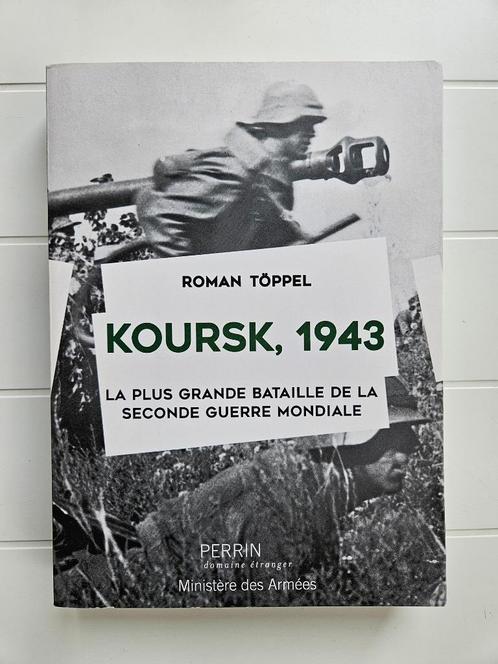 ROMAN TÖPPEL
KOURSK, 1943
LA PLUS GRANDE BATAILLE DE LA
SECONDE GUERRE MONDIALE
PERRIN
domaine étranger
Ministère des Armées